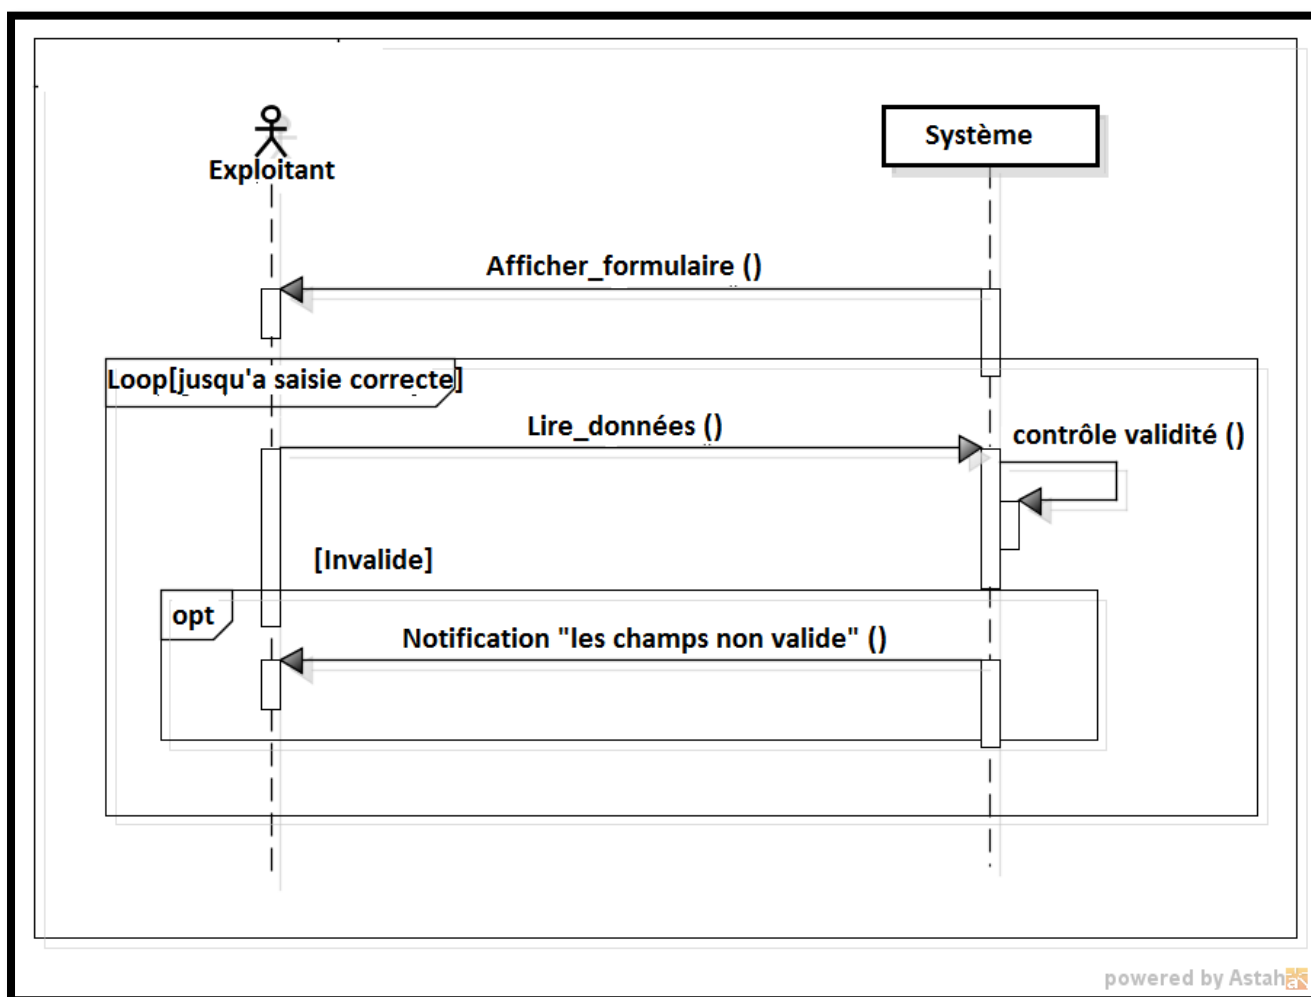 Exploitant
Système
Afficher_formulaire ()
Loop[jusqu'a saisie correcte]
Lire_données ()
contrôle validité ()
[Invalide]
opt
Notification "les champs non valide" ()
powered by Astah